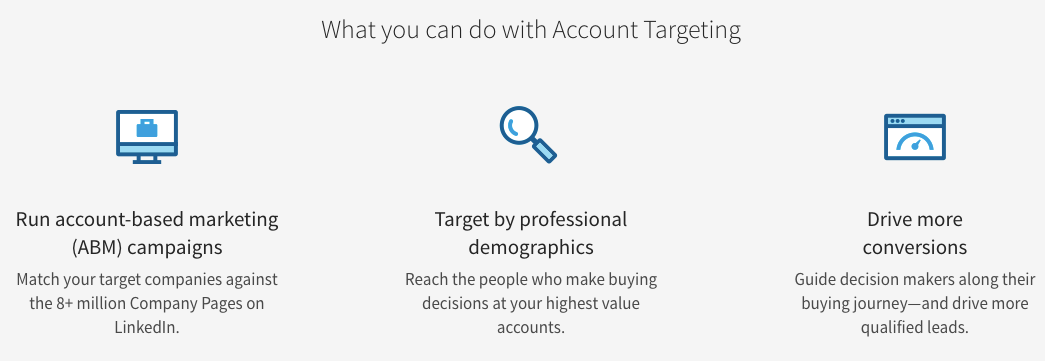 What you can do with Account Targeting
Run account-based marketing
(ABM) campaigns
Match your target companies against
the 8+ million Company Pages on
LinkedIn.
Target by professional
demographics
Reach the people who make buying
decisions at your highest value
accounts.
Drive more
conversions
Guide decision makers along their
buying journey—and drive more
qualified leads.